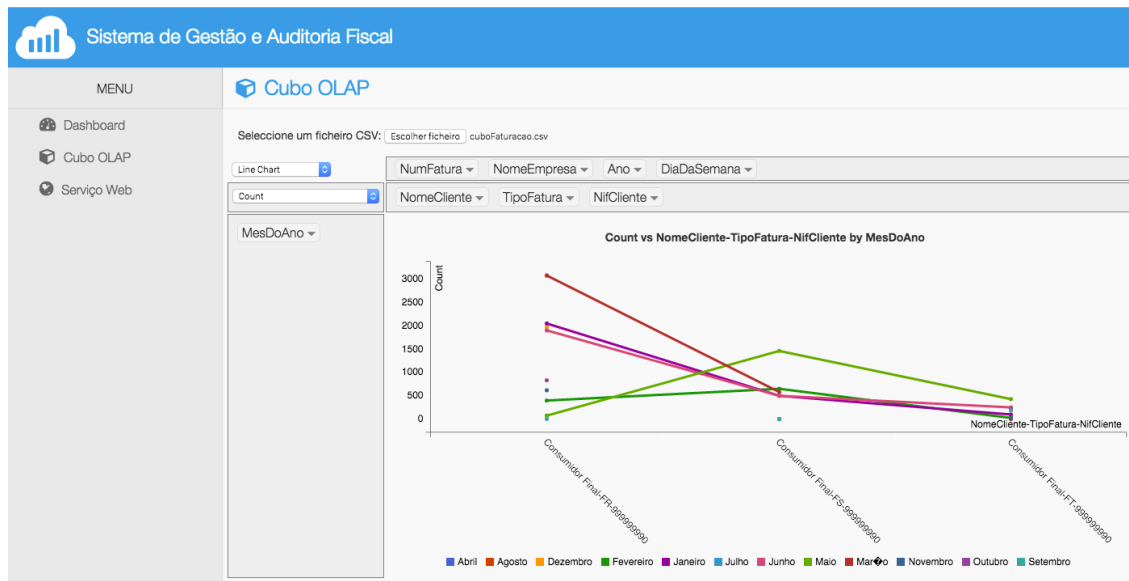 Sistema de Gestão e Auditoria Fiscal
MENU
Dashboard
Cubo OLAP
Serviço Web
Cubo OLAP
Seleccione um ficheiro CSV: Escolher ficheiro cuboFaturacao.csv
Line Chart
NumFatura NomeEmpresa Ano DiaDaSemana
Count
NomeCliente TipoFatura NifCliente
MesDoAno
Count vs NomeCliente-TipoFatura-NifCliente by MesDoAno
Count
3000
2500
2000
1500
1000
500
0
NomeCliente-TipoFatura-NifCliente
Consumidor Final-FR-999999990
Consumidor Final-FS-999999990
Consumidor Final-FT-999999990
Abril Agosto Dezembro Fevereiro Janeiro Julho Junho Maio Mar�o Novembro Outubro Setembro